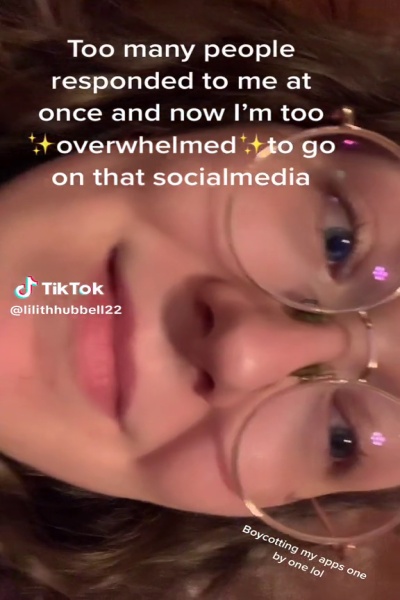 Too many people
responded to me at
once and now I'm too
✨overwhelmed✨to go
on that socialmedia
TikTok
@lilithhubbell22
Boycotting my apps one
by one lol